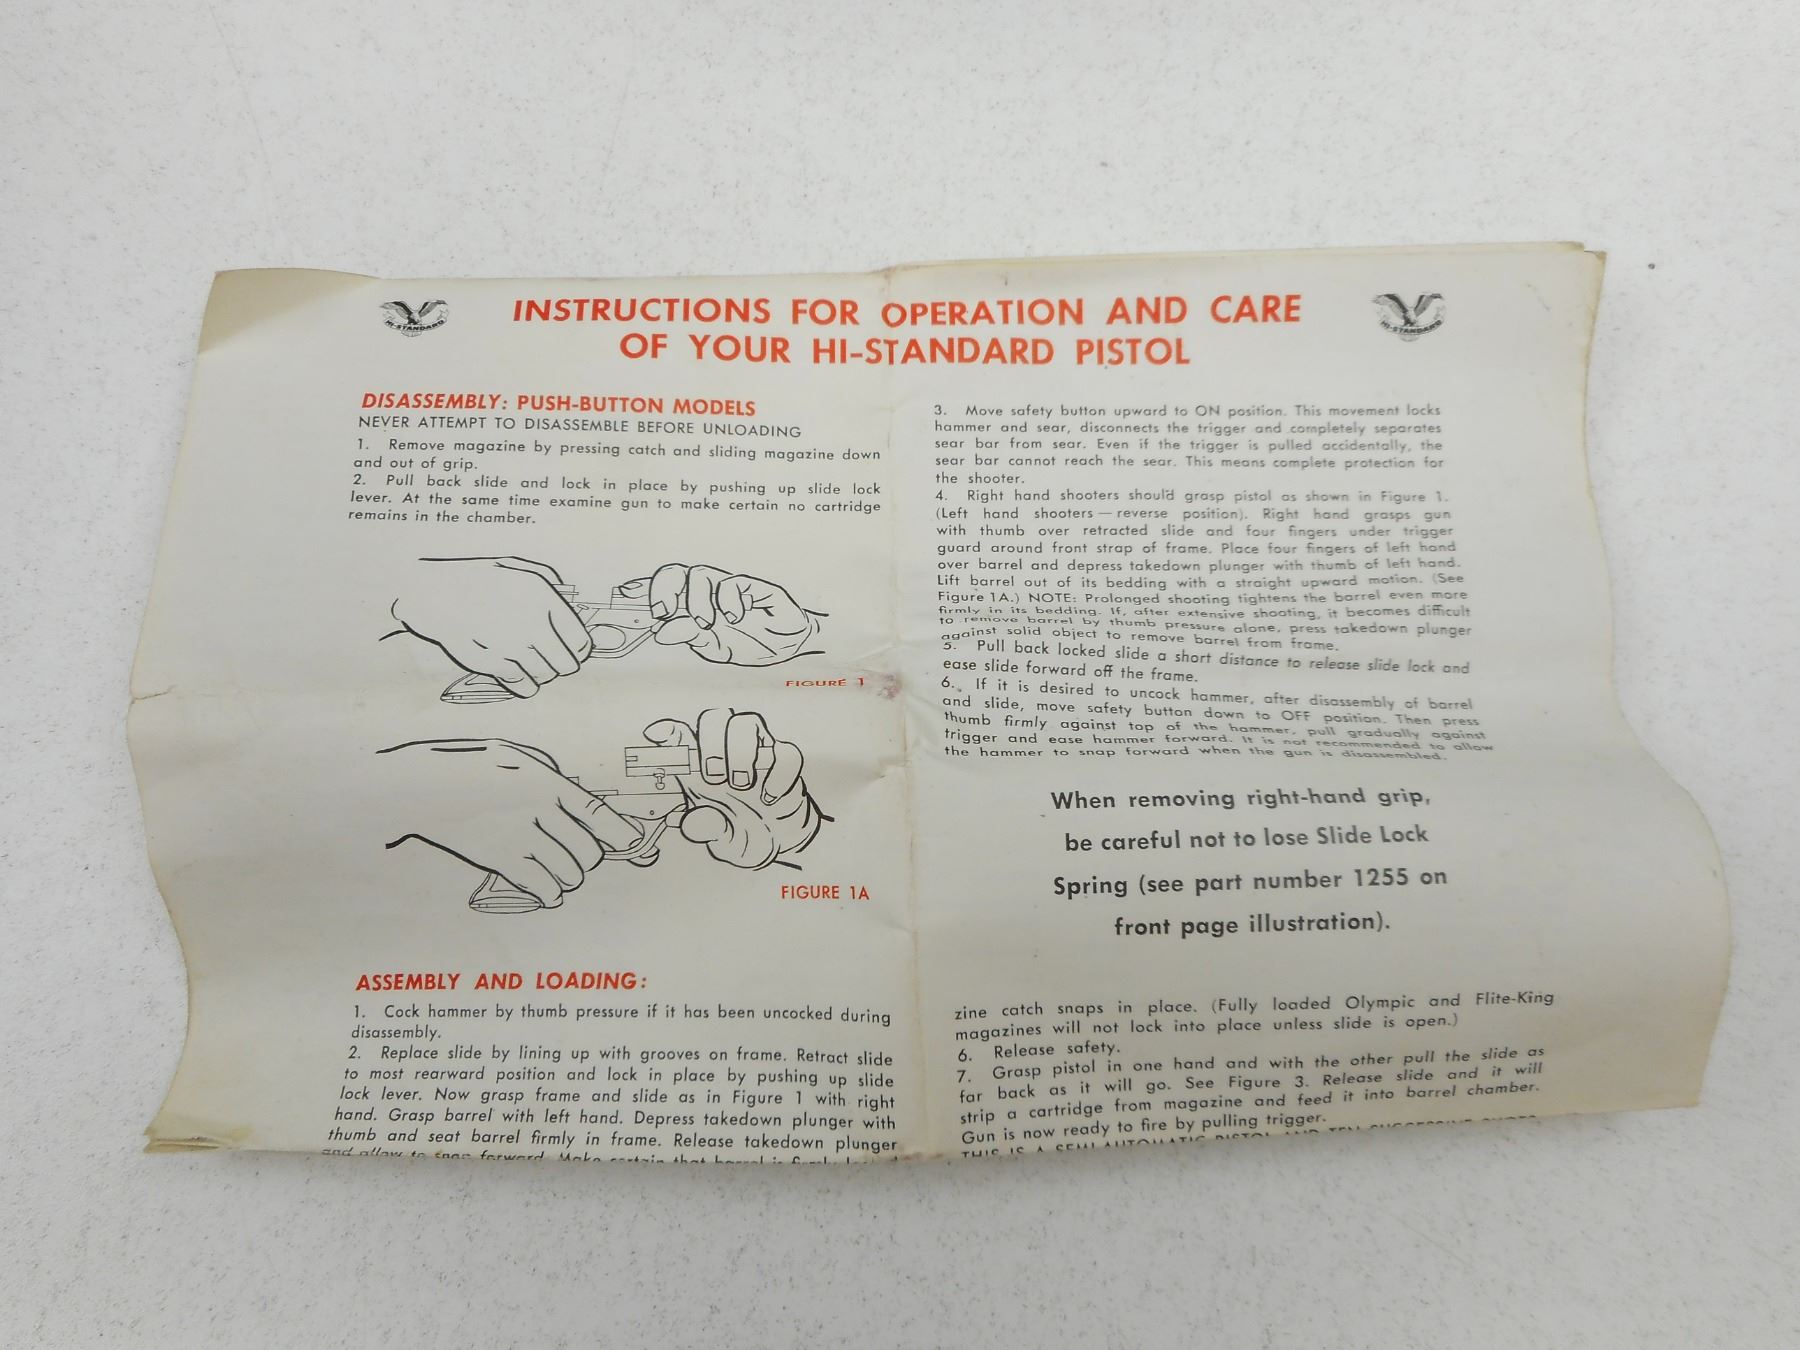 HI-STANDARD
INSTRUCTIONS FOR OPERATION AND CARE
OF YOUR HI-STANDARD PISTOL
HI-STANDARD
DISASSEMBLY: PUSH-BUTTON MODELS
NEVER ATTEMPT TO DISASSEMBLE BEFORE UNLOADING
1. Remove magazine by pressing catch and sliding magazine down
and out of grip.
2. Pull back slide and lock in place by pushing up slide lock
lever. At the same time examine gun to make certain no cartridge
remains in the chamber.
FIGURE 1
FIGURE 1A
3. Move safety button upward to ON position. This movement locks
hammer and sear, disconnects the trigger and completely separates
sear bar from sear. Even if the trigger is pulled accidentally, the
sear bar cannot reach the sear. This means complete protection for
the shooter.
4. Right hand shooters should grasp pistol as shown in Figure 1.
(Left hand shooters — reverse position). Right hand grasps gun
with thumb over retracted slide and four fingers under trigger
guard around front strap of frame. Place four fingers of left hand
over barrel and depress takedown plunger with thumb of left hand.
Lift barrel out of its bedding with a straight upward motion. (See
Figure 1A.) NOTE: Prolonged shooting tightens the barrel even more
firmly in its bedding. If, after extensive shooting, it becomes difficult
to remove barrel by thumb pressure alone, press takedown plunger
against solid object to remove barrel from frame.
5. Pull back locked slide a short distance to release slide lock and
ease slide forward off the frame.
6. If it is desired to uncock hammer, after disassembly of barrel
and slide, move safety button down to OFF position. Then press
thumb firmly against top of the hammer, pull gradually against
trigger and ease hammer forward. It is not recommended to allow
the hammer to snap forward when the gun is disassembled.
When removing right-hand grip,
be careful not to lose Slide Lock
Spring (see part number 1255 on
front page illustration).
ASSEMBLY AND LOADING:
1. Cock hammer by thumb pressure if it has been uncocked during
disassembly.
2. Replace slide by lining up with grooves on frame. Retract slide
to most rearward position and lock in place by pushing up slide
lock lever. Now grasp frame and slide as in Figure 1 with right
hand. Grasp barrel with left hand. Depress takedown plunger with
thumb and seat barrel firmly in frame. Release takedown plunger
and allow to snap forward. Make certain that barrel is firmly
zine catch snaps in place. (Fully loaded Olympic and Flite-King
magazines will not lock into place unless slide is open.)
6. Release safety.
7. Grasp pistol in one hand and with the other pull the slide as
far back as it will go. See Figure 3. Release slide and it will
strip a cartridge from magazine and feed it into barrel chamber.
Gun is now ready to fire by pulling trigger.
THIS IS A SEMI-AUTOMATIC PISTOL AND TEN SUCCESSIVE SHOTS